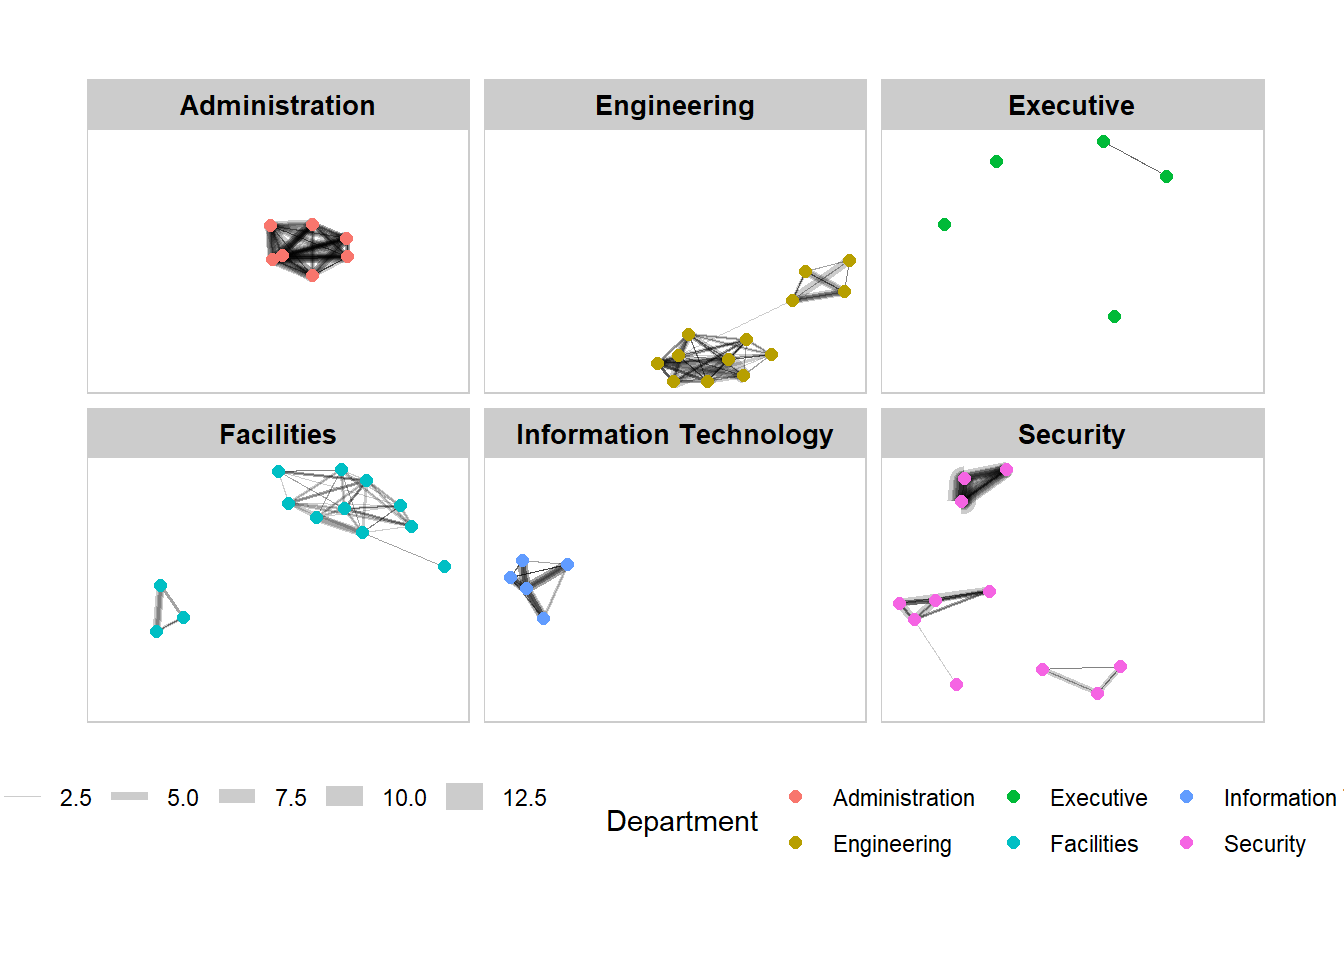 Administration
Engineering
Executive
Facilities
Information Technology
Security
2.5 5.0 7.5 10.0 12.5
Department
Administration Executive Information
Engineering Facilities Security